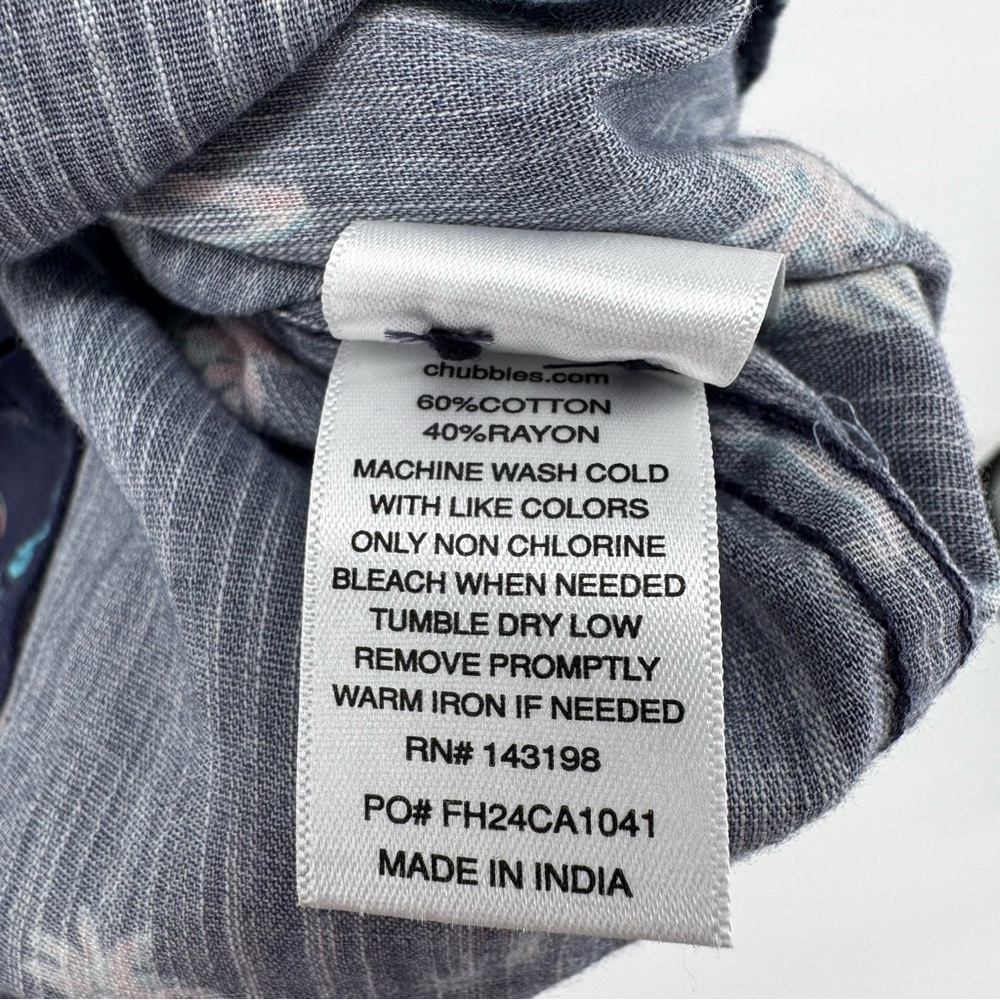 chubbies.com
60%COTTON
40%RAYON
MACHINE WASH COLD
WITH LIKE COLORS
ONLY NON CHLORINE
BLEACH WHEN NEEDED
TUMBLE DRY LOW
REMOVE PROMPTLY
WARM IRON IF NEEDED
RN# 143198
PO# FH24CA1041
MADE IN INDIA